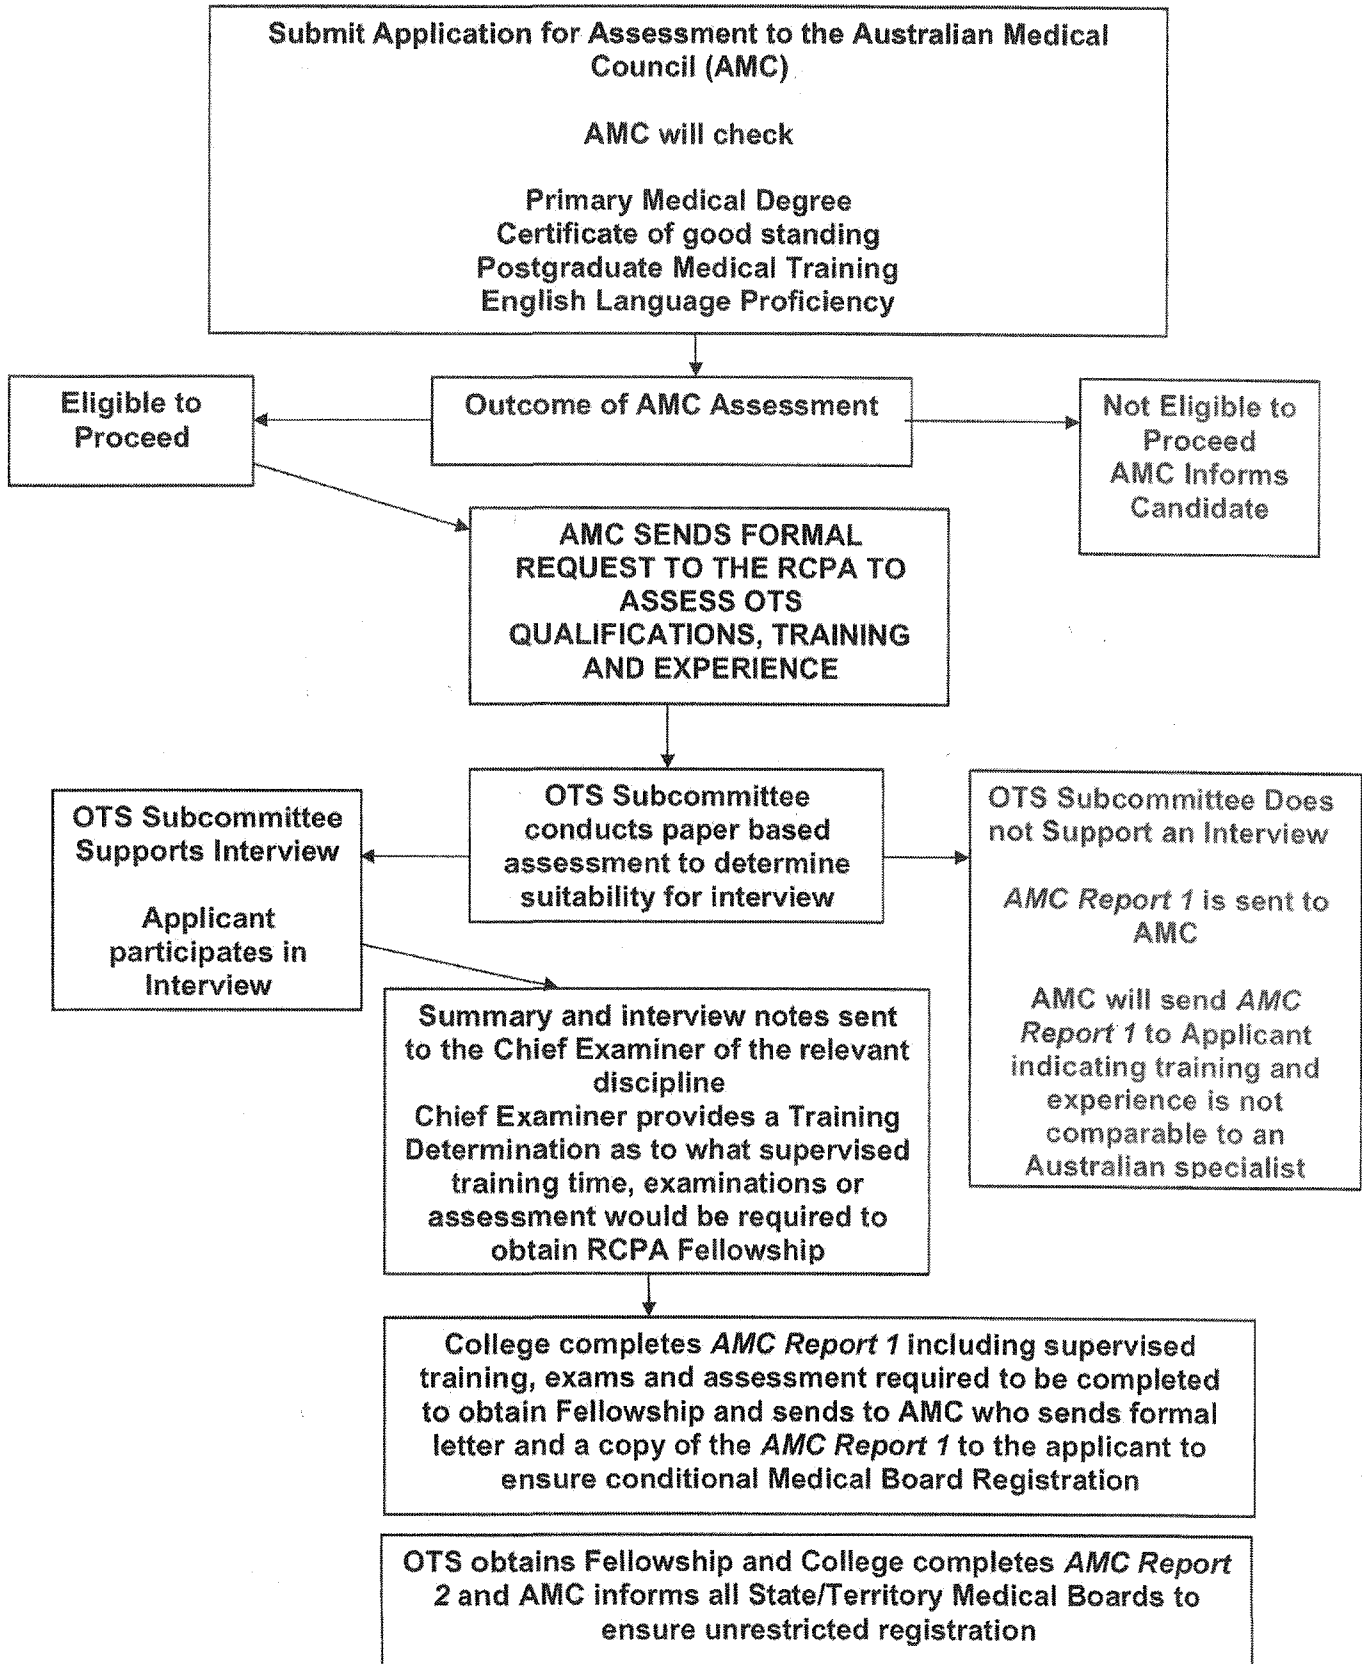 Submit Application for Assessment to the Australian Medical
Council (AMC)
AMC will check
Primary Medical Degree
Certificate of good standing
Postgraduate Medical Training
English Language Proficiency
Eligible to
Proceed
Outcome of AMC Assessment
Not Eligible to
Proceed
AMC Informs
Candidate
AMC SENDS FORMAL
REQUEST TO THE RCPA TO
ASSESS OTS
QUALIFICATIONS, TRAINING
AND EXPERIENCE
OTS Subcommittee
Supports Interview
Applicant
participates in
Interview
OTS Subcommittee
conducts paper based
assessment to determine
suitability for interview
OTS Subcommittee Does
not Support an Interview
AMC Report 1 is sent to
AMC
AMC will send AMC
Report 1 to Applicant
indicating training and
experience is not
comparable to an
Australian specialist
Summary and interview notes sent
to the Chief Examiner of the relevant
discipline
Chief Examiner provides a Training
Determination as to what supervised
training time, examinations or
assessment would be required to
obtain RCPA Fellowship
College completes AMC Report 1 including supervised
training, exams and assessment required to be completed
to obtain Fellowship and sends to AMC who sends formal
letter and a copy of the AMC Report 1 to the applicant to
ensure conditional Medical Board Registration
OTS obtains Fellowship and College completes AMC Report
2 and AMC informs all State/Territory Medical Boards to
ensure unrestricted registration